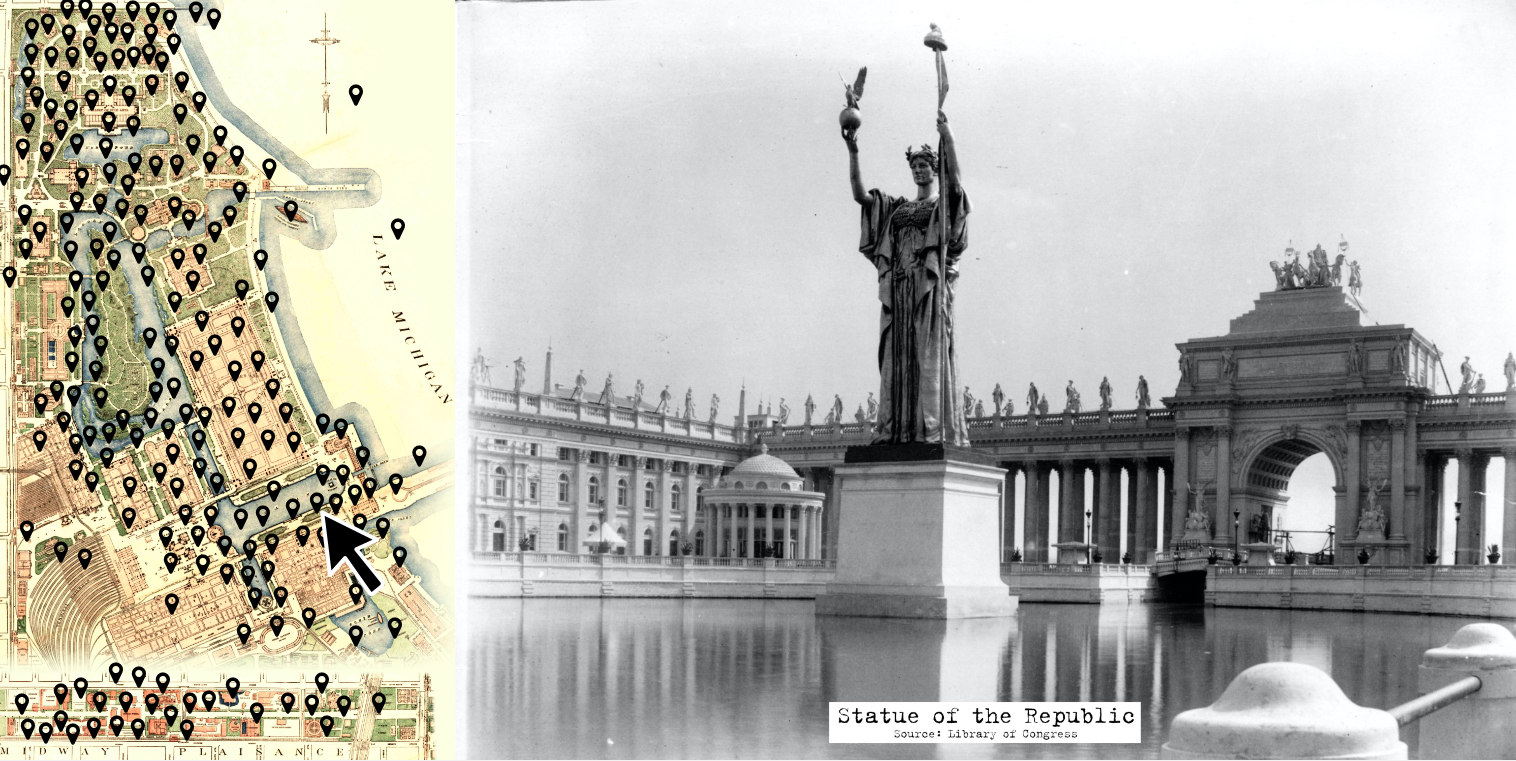 LAKE MICHIGAN
MIDWAY PLAISANCE
Statue of the Republic
Source: Library of Congress